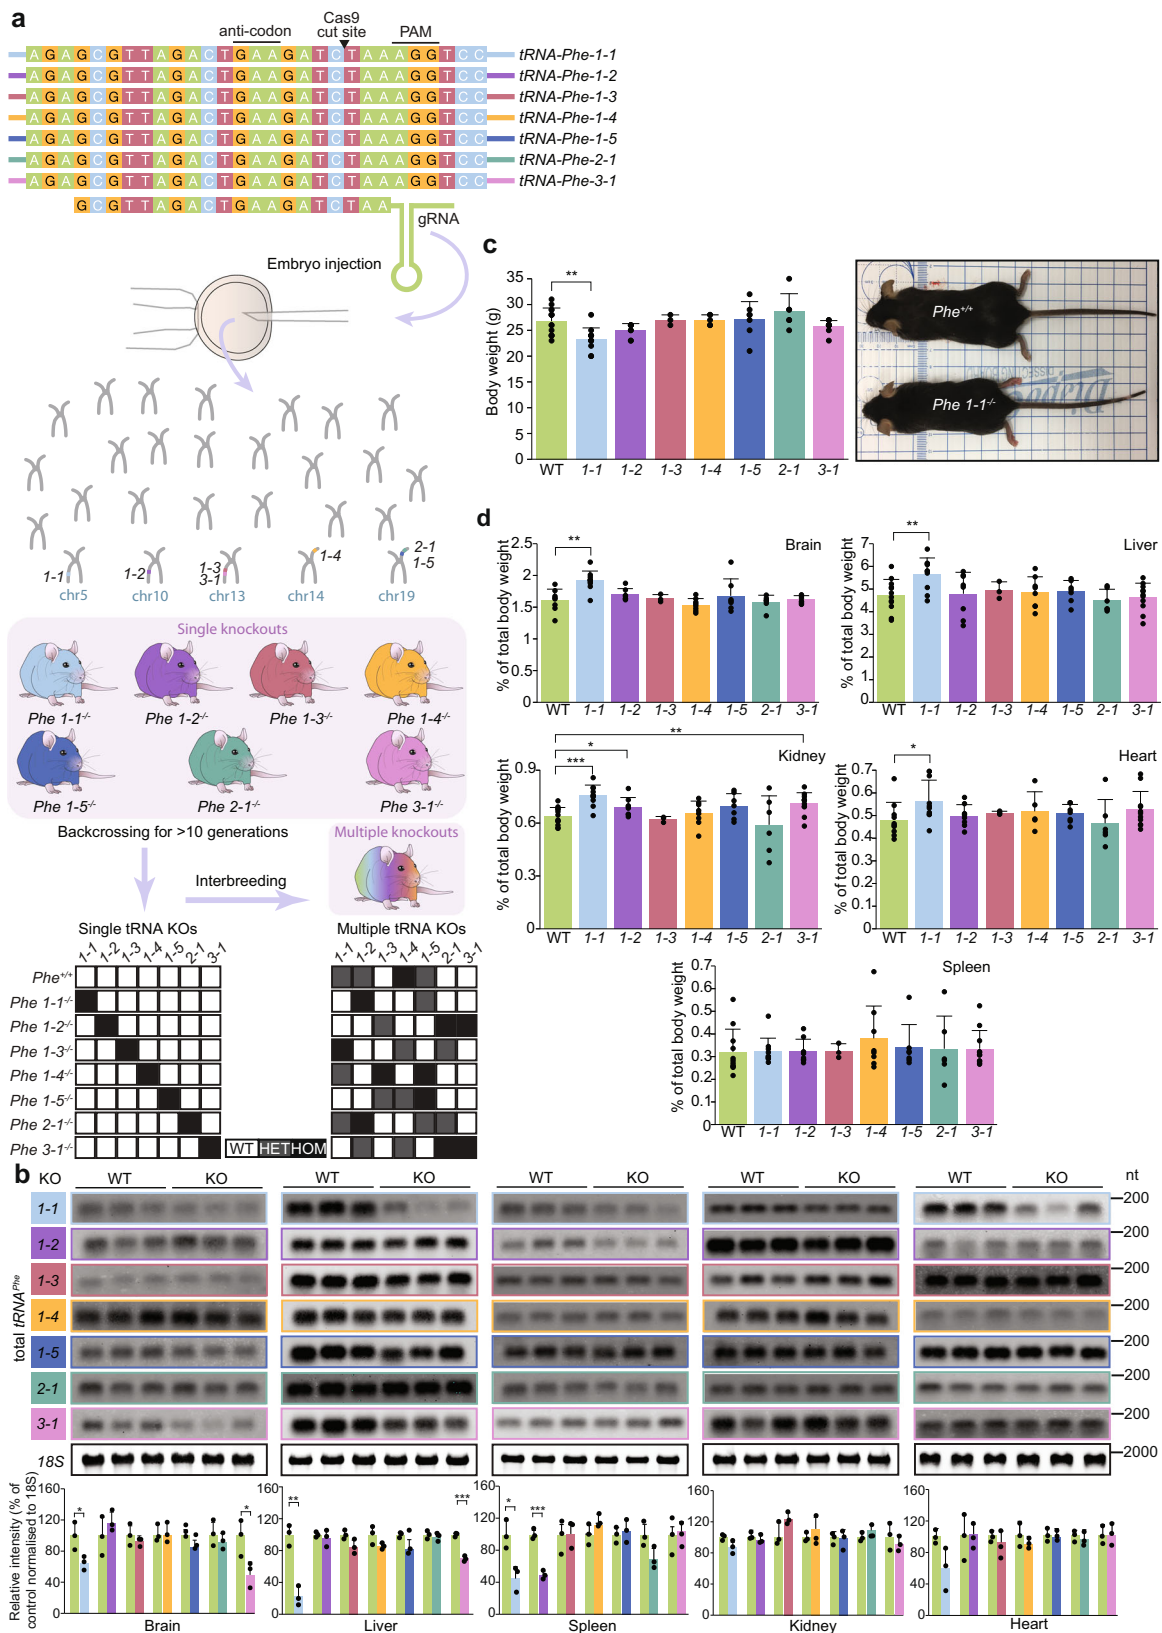 a
anti-codon
Cas9
cut site
PAM
A G A G C G T T A G A C T G A A G A T C T A A A G G T C C tRNA-Phe-1-1
A G A G C G T T A G A C T G A A G A T C T A A A G G T C C tRNA-Phe-1-2
A G A G C G T T A G A C T G A A G A T C T A A A G G T C C tRNA-Phe-1-3
A G A G C G T T A G A C T G A A G A T C T A A A G G T C C tRNA-Phe-1-4
A G A G C G T T A G A C T G A A G A T C T A A A G G T C C tRNA-Phe-1-5
A G A G C G T T A G A C T G A A G A T C T A A A G G T C C tRNA-Phe-2-1
A G A G C G T T A G A C T G A A G A T C T A A A G G T C C tRNA-Phe-3-1
G C G T T A G A C T G A A G A T C T A A
gRNA
Embryo injection
1-1
1-2
1-3
3-1
1-4
2-1
1-5
chr5 chr10 chr13 chr14 chr19
Single knockouts
Phe 1-1-/- Phe 1-2-/- Phe 1-3-/- Phe 1-4-/-
Phe 1-5-/- Phe 2-1-/- Phe 3-1-/-
Backcrossing for >10 generations
Multiple knockouts
Interbreeding
Single tRNA KOs
Multiple tRNA KOs
1-1 1-2 1-3 1-4 1-5 2-1 3-1
1-1 1-2 1-3 1-4 1-5 2-1 3-1
Phe+/+
Phe 1-1-/-
Phe 1-2-/-
Phe 1-3-/-
Phe 1-4-/-
Phe 1-5-/-
Phe 2-1-/-
Phe 3-1-/-
WT HET HOM
c
Body weight (g)
35
30
25
20
15
10
5
0
**
WT 1-1 1-2 1-3 1-4 1-5 2-1 3-1
Phe+/+
Phe 1-1-/-
d
Brain
% of total body weight
2.5
2
1.5
1
0.5
0
**
WT 1-1 1-2 1-3 1-4 1-5 2-1 3-1
Liver
% of total body weight
7
6
5
4
3
2
1
0
**
WT 1-1 1-2 1-3 1-4 1-5 2-1 3-1
Kidney
% of total body weight
0.9
0.6
0.3
0
**
*
***
WT 1-1 1-2 1-3 1-4 1-5 2-1 3-1
Heart
% of total body weight
0.7
0.6
0.5
0.4
0.3
0.2
0.1
0
*
WT 1-1 1-2 1-3 1-4 1-5 2-1 3-1
Spleen
% of total body weight
0.7
0.6
0.5
0.4
0.3
0.2
0.1
0
WT 1-1 1-2 1-3 1-4 1-5 2-1 3-1
b
KO WT KO WT KO WT KO WT KO WT KO nt
total tRNAPhe
1-1 200
1-2 200
1-3 200
1-4 200
1-5 200
2-1 200
3-1 200
18S 2000
Relative intensity (% of
control normalised to 18S)
160
120
80
40
0
* *
Brain
160
120
80
40
0
** ***
Liver
160
120
80
40
0
* ***
Spleen
160
120
80
40
0
Kidney
160
120
80
40
0
Heart